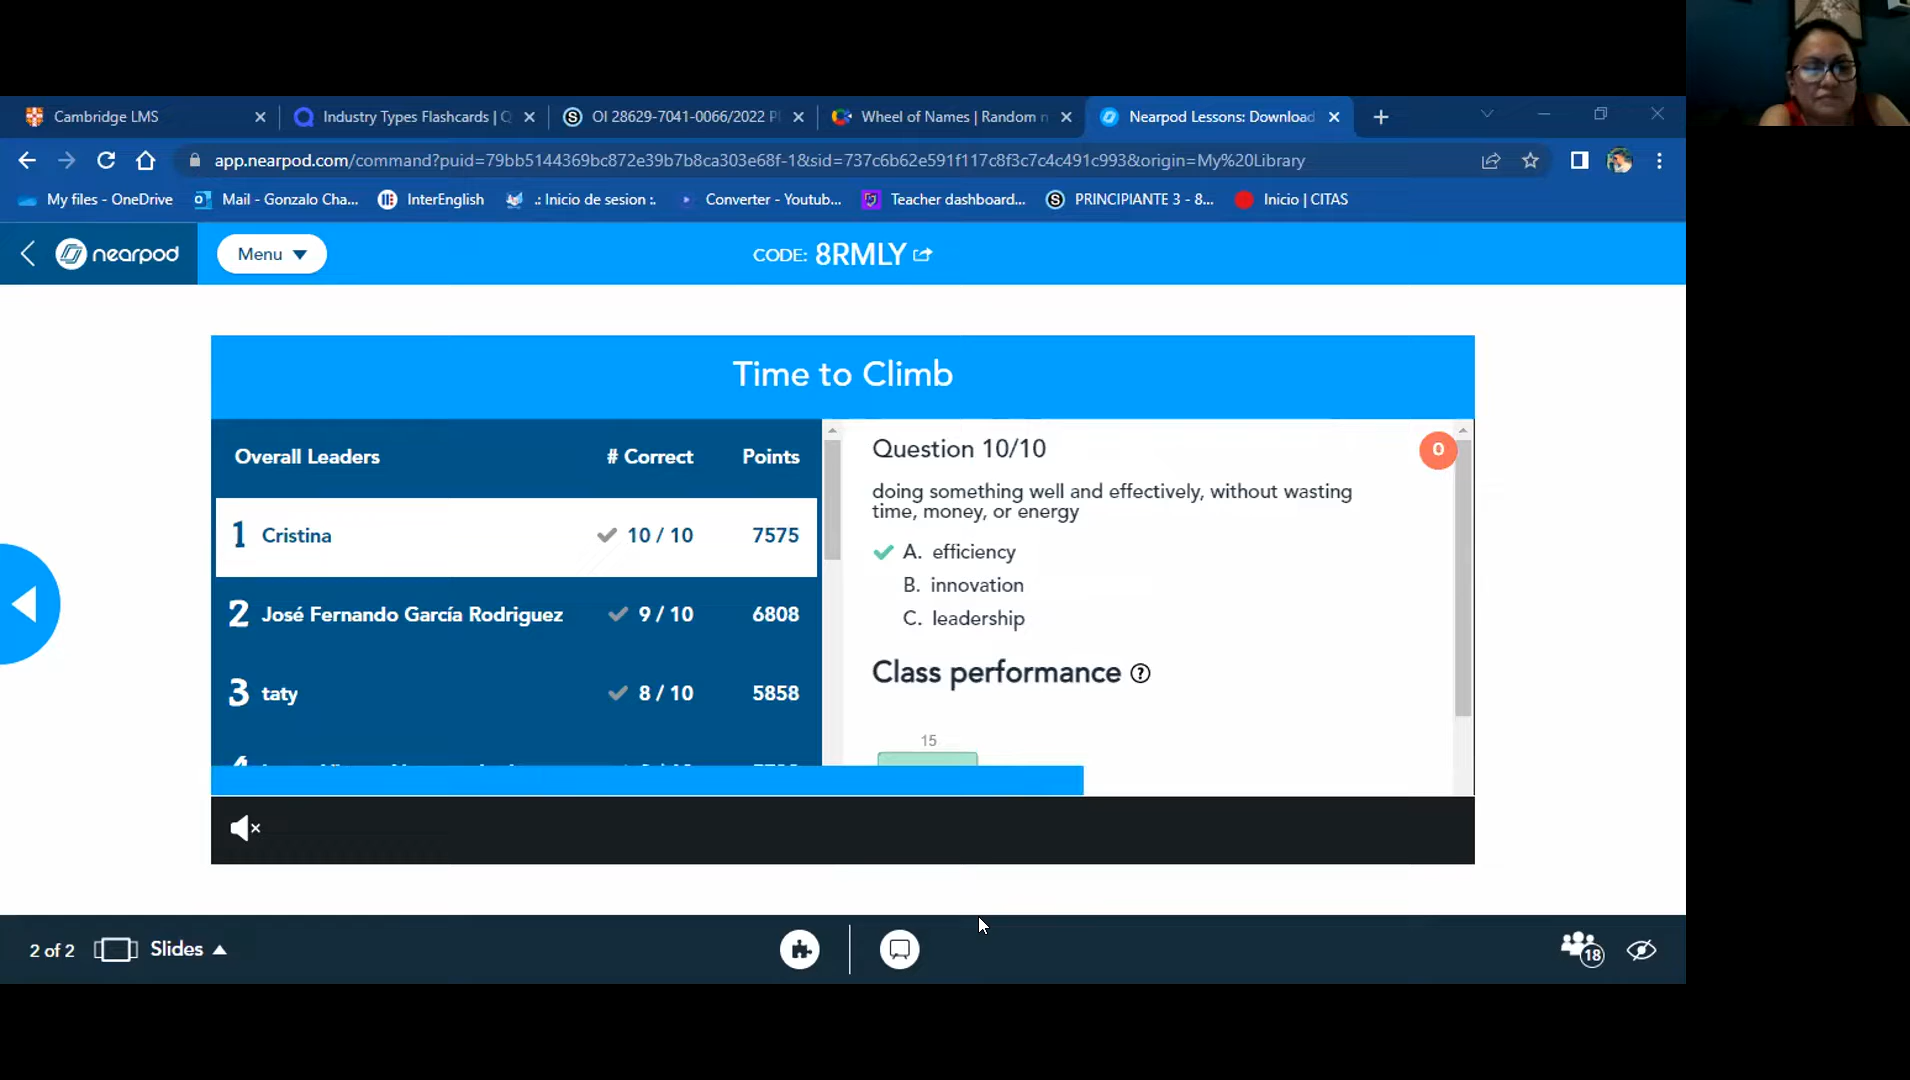 Cambridge LMS
Industry Types Flashcards | Q
OI 28629-7041-0066/2022 P
Wheel of Names | Random n
Nearpod Lessons: Download
app.nearpod.com/command?puid=79bb5144369bc872e39b7b8ca303e68f-1&sid=737c6b62e591f117c8f3c7c4c491c993&origin=My%20Library
My files - OneDrive
Mail - Gonzalo Cha...
InterEnglish
.: Inicio de sesion :.
Converter - Youtub...
Teacher dashboard...
PRINCIPIANTE 3 - 8...
Inicio | CITAS
nearpod
Menu
CODE: 8RMLY
Time to Climb
Overall Leaders # Correct Points
1 Cristina 10 / 10 7575
2 José Fernando García Rodriguez 9 / 10 6808
3 taty 8 / 10 5858
4
Question 10/10
0
doing something well and effectively, without wasting
time, money, or energy
A. efficiency
B. innovation
C. leadership
Class performance ?
15
2 of 2
Slides
18